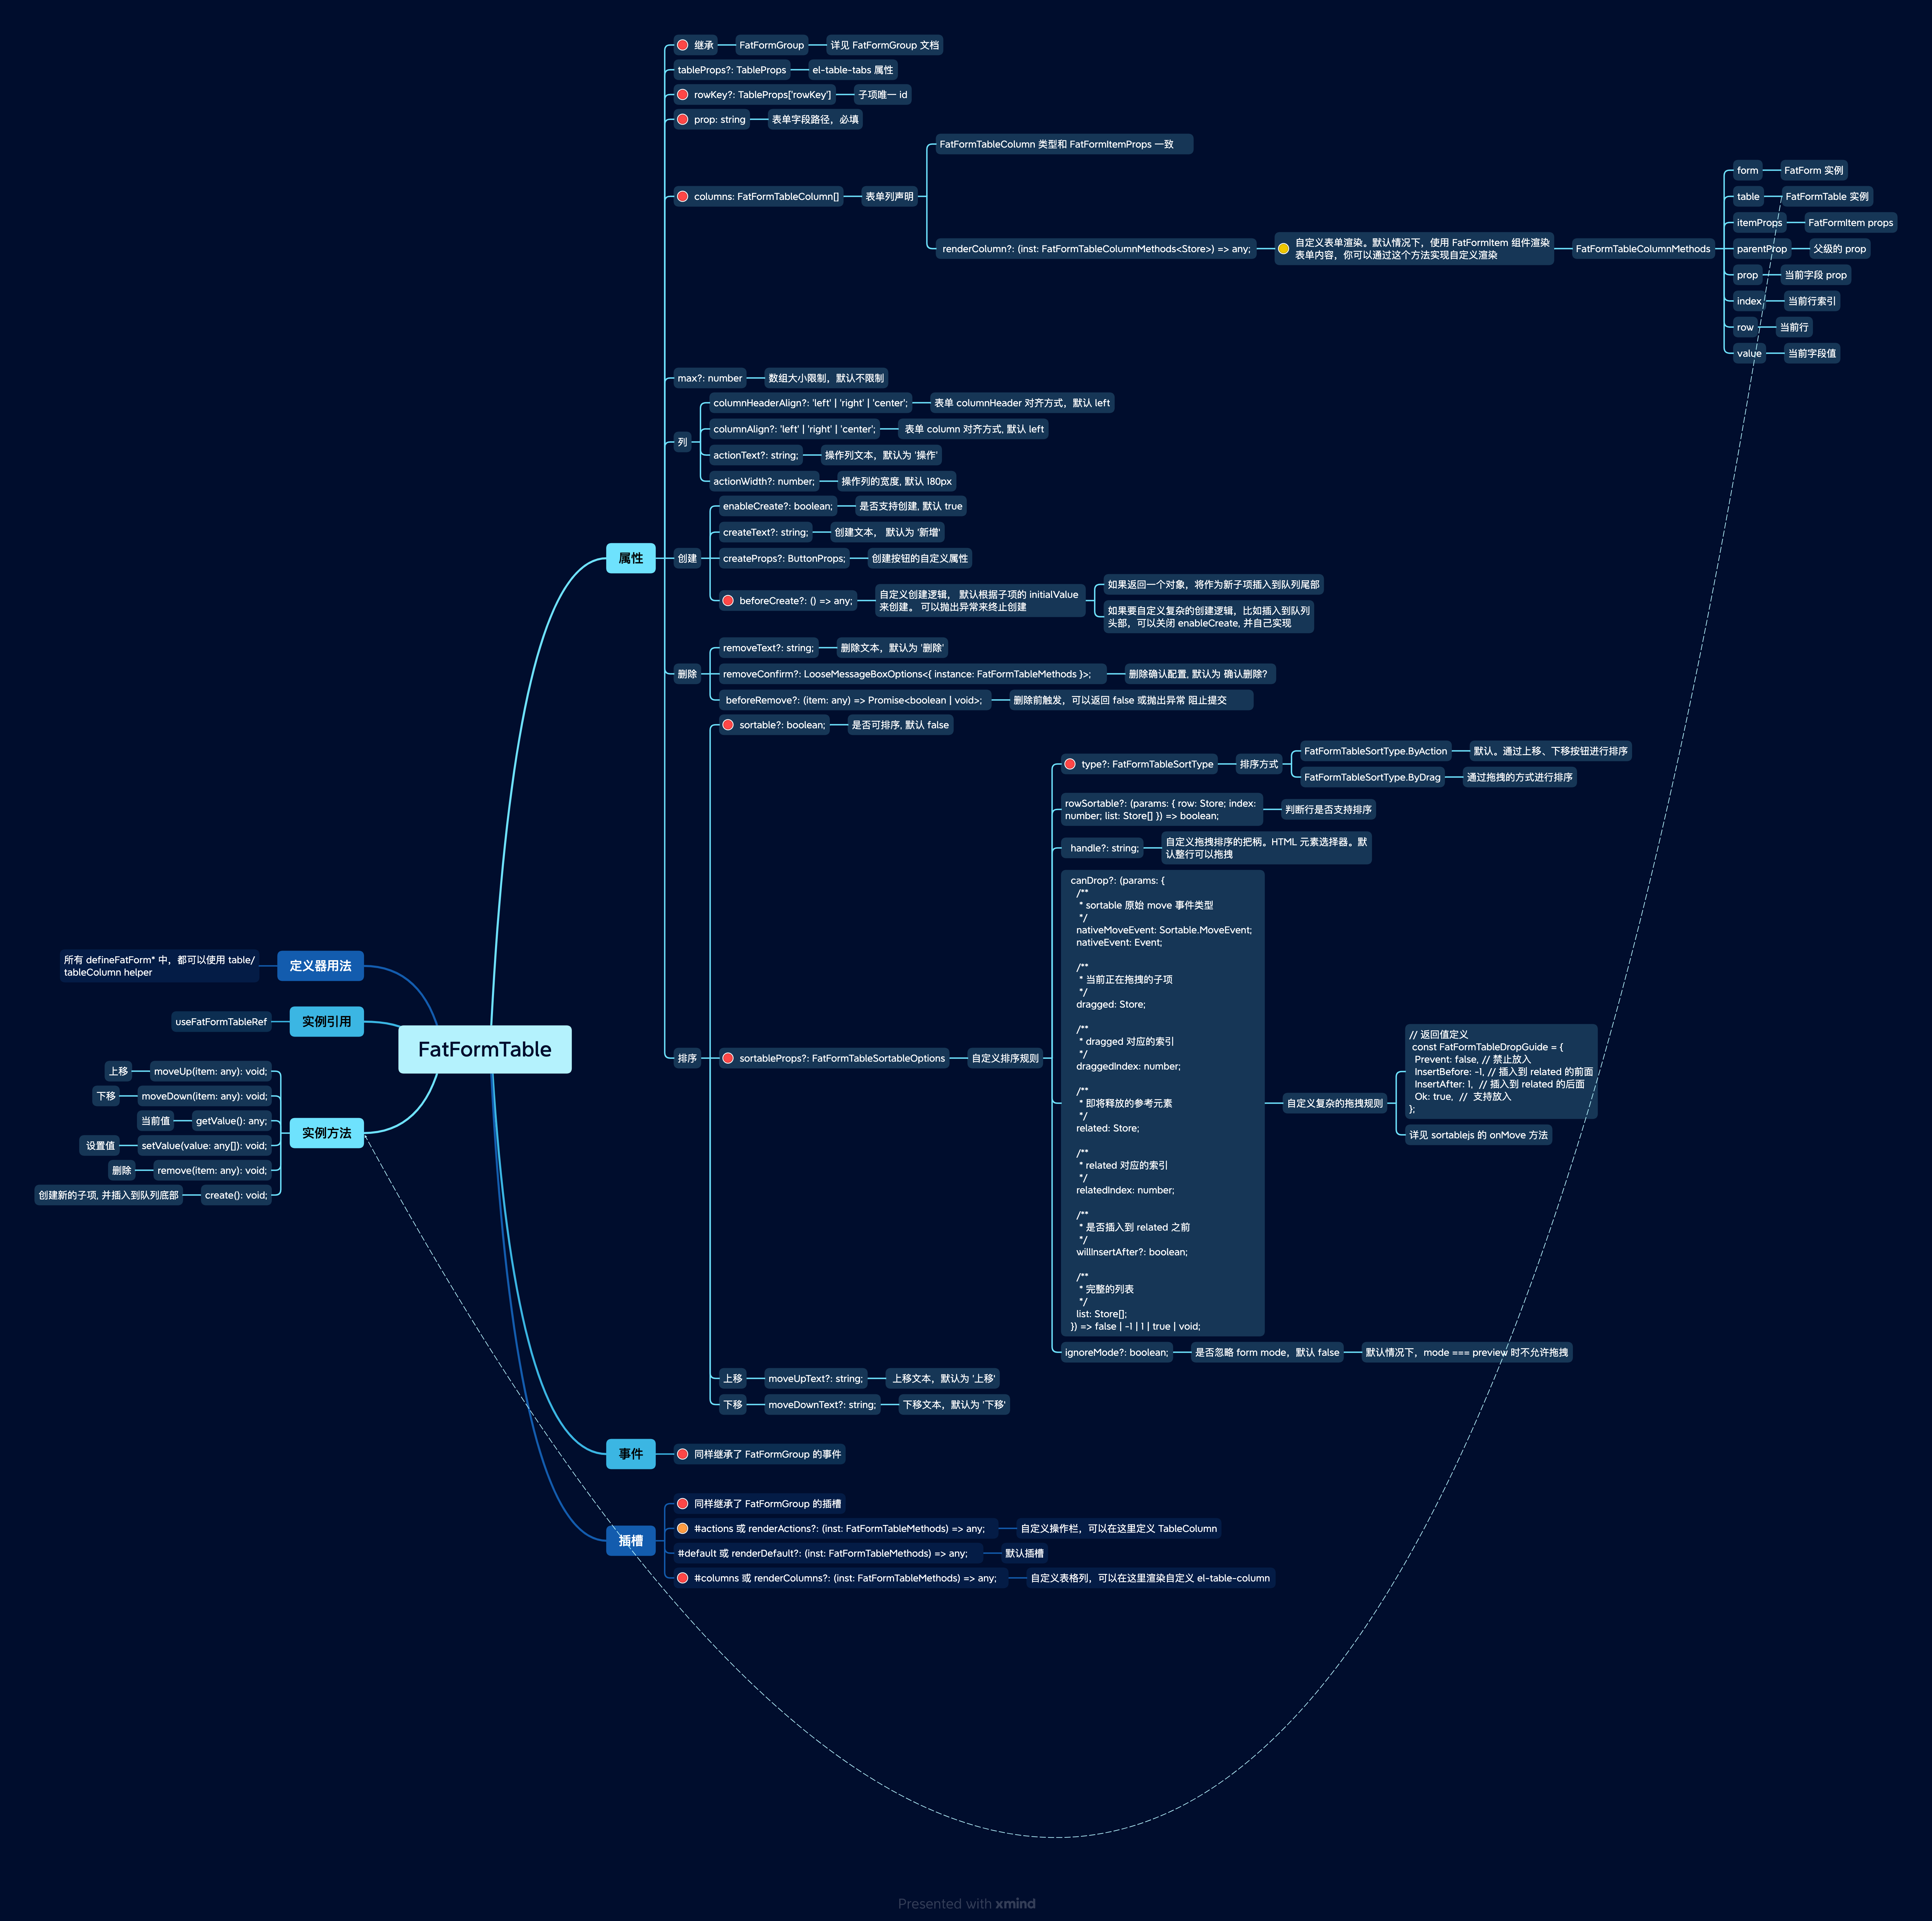 继承
FatFormGroup
详见 FatFormGroup 文档
tableProps?: TableProps
el-table-tabs 属性
rowKey?: TableProps['rowKey']
子项唯一 id
prop: string
表单字段路径，必填
columns: FatFormTableColumn[]
表单列声明
FatFormTableColumn 类型和 FatFormItemProps 一致
renderColumn?: (inst: FatFormTableColumnMethods<Store>) => any;
自定义表单渲染。默认情况下，使用 FatFormItem 组件渲染
表单内容，你可以通过这个方法实现自定义渲染
FatFormTableColumnMethods
form
FatForm 实例
table
FatFormTable 实例
itemProps
FatFormItem props
parentProp
父级的 prop
prop
当前字段 prop
index
当前行索引
row
当前行
value
当前字段值
max?: number
数组大小限制，默认不限制
列
columnHeaderAlign?: 'left' | 'right' | 'center';
表单 columnHeader 对齐方式，默认 left
columnAlign?: 'left' | 'right' | 'center';
表单 column 对齐方式, 默认 left
actionText?: string;
操作列文本，默认为 '操作'
actionWidth?: number;
操作列的宽度, 默认 180px
属性
创建
enableCreate?: boolean;
是否支持创建, 默认 true
createText?: string;
创建文本， 默认为 '新增'
createProps?: ButtonProps;
创建按钮的自定义属性
beforeCreate?: () => any;
自定义创建逻辑， 默认根据子项的 initialValue
来创建。 可以抛出异常来终止创建
如果返回一个对象，将作为新子项插入到队列尾部
如果要自定义复杂的创建逻辑，比如插入到队列
头部，可以关闭 enableCreate, 并自己实现
删除
removeText?: string;
删除文本，默认为 '删除'
removeConfirm?: LooseMessageBoxOptions<{ instance: FatFormTableMethods }>;
删除确认配置, 默认为 确认删除？
beforeRemove?: (item: any) => Promise<boolean | void>;
删除前触发，可以返回 false 或抛出异常 阻止提交
排序
sortable?: boolean;
是否可排序, 默认 false
sortableProps?: FatFormTableSortableOptions
自定义排序规则
type?: FatFormTableSortType
排序方式
FatFormTableSortType.ByAction
默认。通过上移、下移按钮进行排序
FatFormTableSortType.ByDrag
通过拖拽的方式进行排序
rowSortable?: (params: { row: Store; index:
number; list: Store[] }) => boolean;
判断行是否支持排序
handle?: string;
自定义拖拽排序的把柄。HTML 元素选择器。默
认整行可以拖拽
canDrop?: (params: {
/**
* sortable 原始 move 事件类型
*/
nativeMoveEvent: Sortable.MoveEvent;
nativeEvent: Event;
/**
* 当前正在拖拽的子项
*/
dragged: Store;
/**
* dragged 对应的索引
*/
draggedIndex: number;
/**
* 即将释放的参考元素
*/
related: Store;
/**
* related 对应的索引
*/
relatedIndex: number;
/**
* 是否插入到 related 之前
*/
willInsertAfter?: boolean;
/**
* 完整的列表
*/
list: Store[];
}) => false | -1 | 1 | true | void;
自定义复杂的拖拽规则
// 返回值定义
const FatFormTableDropGuide = {
Prevent: false, // 禁止放入
InsertBefore: -1, // 插入到 related 的前面
InsertAfter: 1,  // 插入到 related 的后面
Ok: true,  //  支持放入
};
详见 sortablejs 的 onMove 方法
ignoreMode?: boolean;
是否忽略 form mode，默认 false
默认情况下，mode === preview 时不允许拖拽
上移
moveUpText?: string;
上移文本，默认为 '上移'
下移
moveDownText?: string;
下移文本，默认为 '下移'
FatFormTable
定义器用法
所有 defineFatForm* 中，都可以使用 table/
tableColumn helper
实例引用
useFatFormTableRef
实例方法
上移
moveUp(item: any): void;
下移
moveDown(item: any): void;
当前值
getValue(): any;
设置值
setValue(value: any[]): void;
删除
remove(item: any): void;
创建新的子项, 并插入到队列底部
create(): void;
事件
同样继承了 FatFormGroup 的事件
插槽
同样继承了 FatFormGroup 的插槽
#actions 或 renderActions?: (inst: FatFormTableMethods) => any;
自定义操作栏，可以在这里定义 TableColumn
#default 或 renderDefault?: (inst: FatFormTableMethods) => any;
默认插槽
#columns 或 renderColumns?: (inst: FatFormTableMethods) => any;
自定义表格列，可以在这里渲染自定义 el-table-column
Presented with xmind